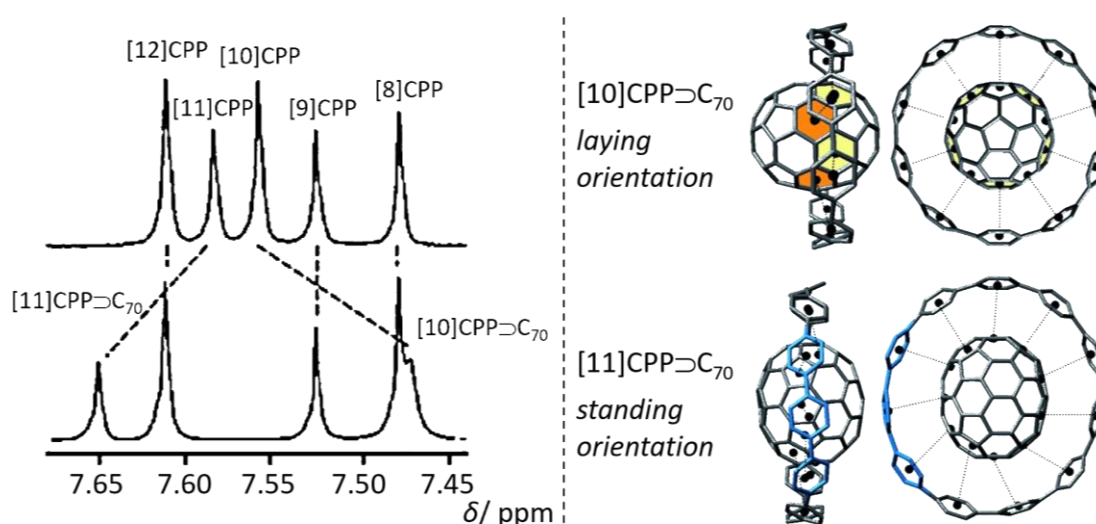 [12]CPP
[10]CPP
[11]CPP
[9]CPP
[8]CPP
[11]CPP⊃C₇₀
[10]CPP⊃C₇₀
7.65
7.60
7.55
7.50
7.45
δ/ ppm
[10]CPP⊃C₇₀
laying
orientation
[11]CPP⊃C₇₀
standing
orientation